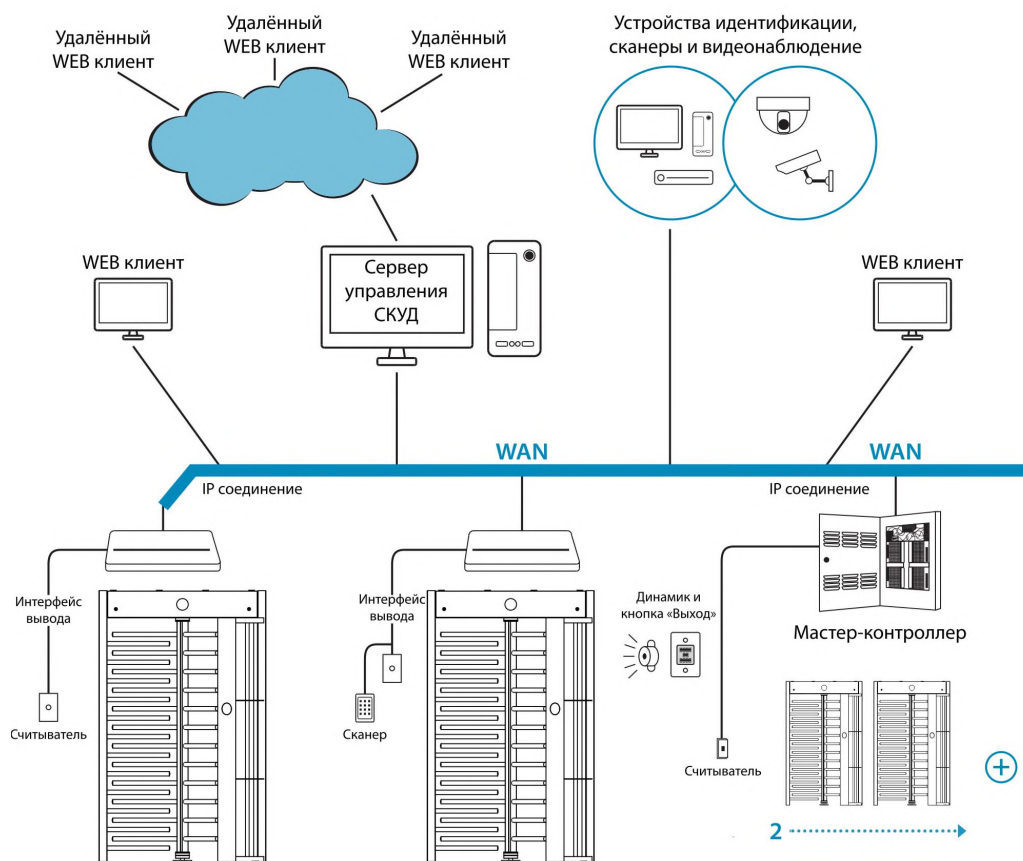 Удалённый
WEB клиент
Удалённый
WEB клиент
Удалённый
WEB клиент
Устройства идентификации,
сканеры и видеонаблюдение
WEB клиент
Сервер
управления
СКУД
WEB клиент
WAN
WAN
IP соединение
IP соединение
Интерфейс
вывода
Интерфейс
вывода
Динамик и
кнопка «Выход»
Мастер-контроллер
Считыватель
Сканер
Считыватель
2